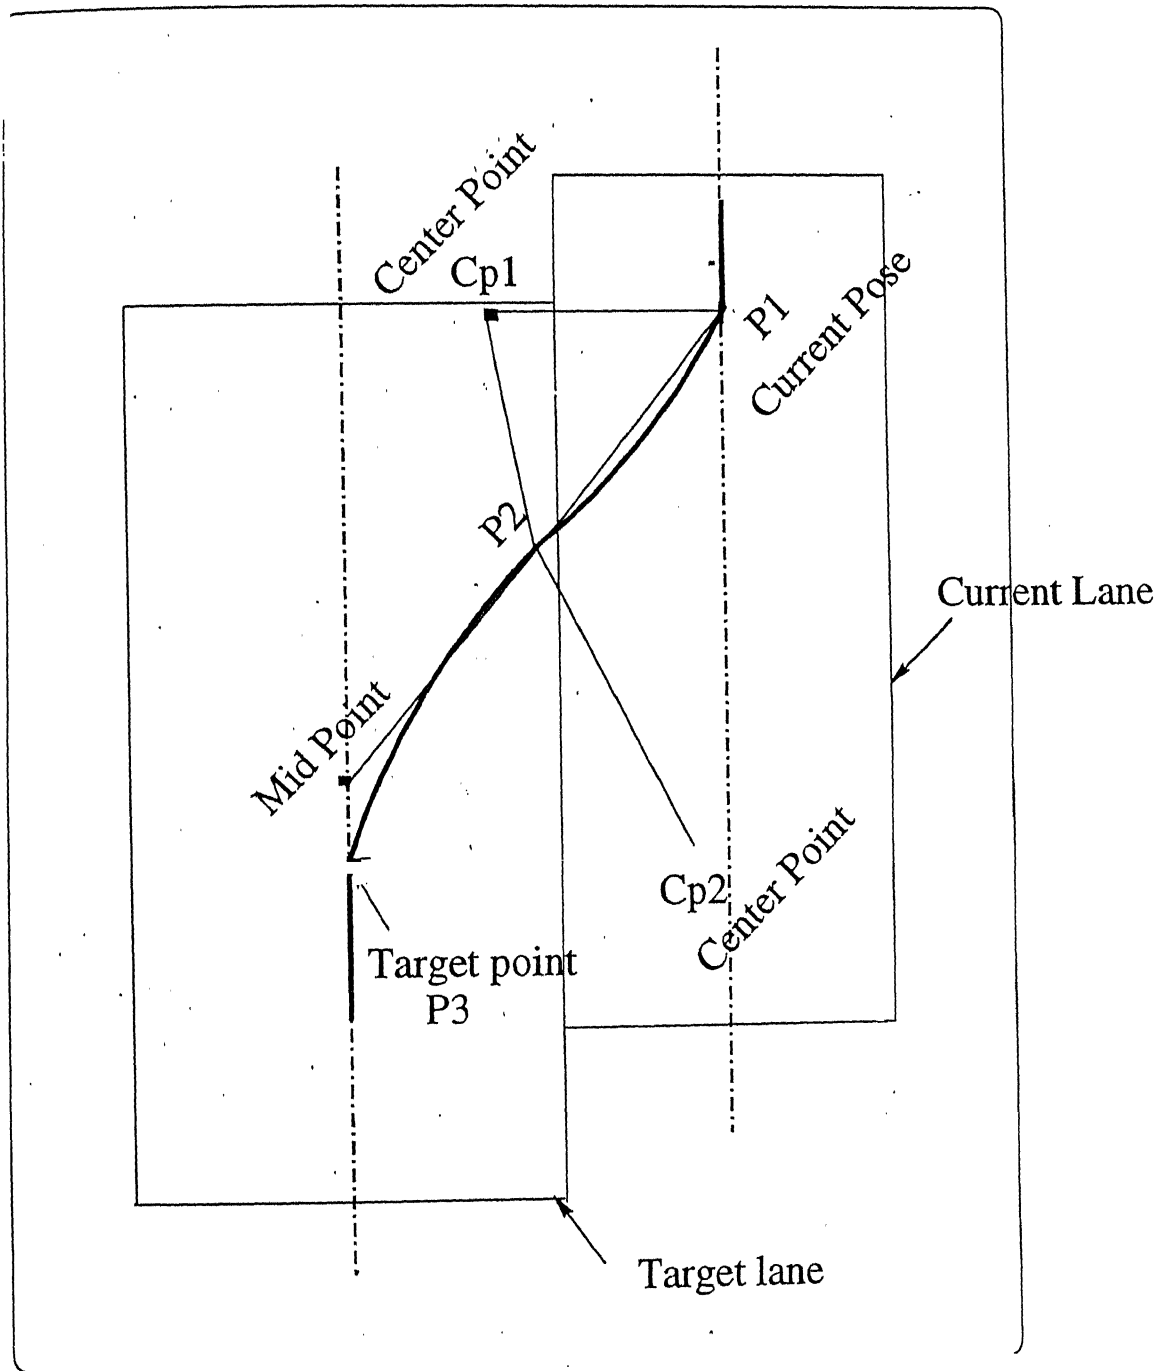 Center Point
Cp1
P1
Current Pose
P2
Current Lane
Mid Point
Cp2
Center Point
Target point
P3
Target lane